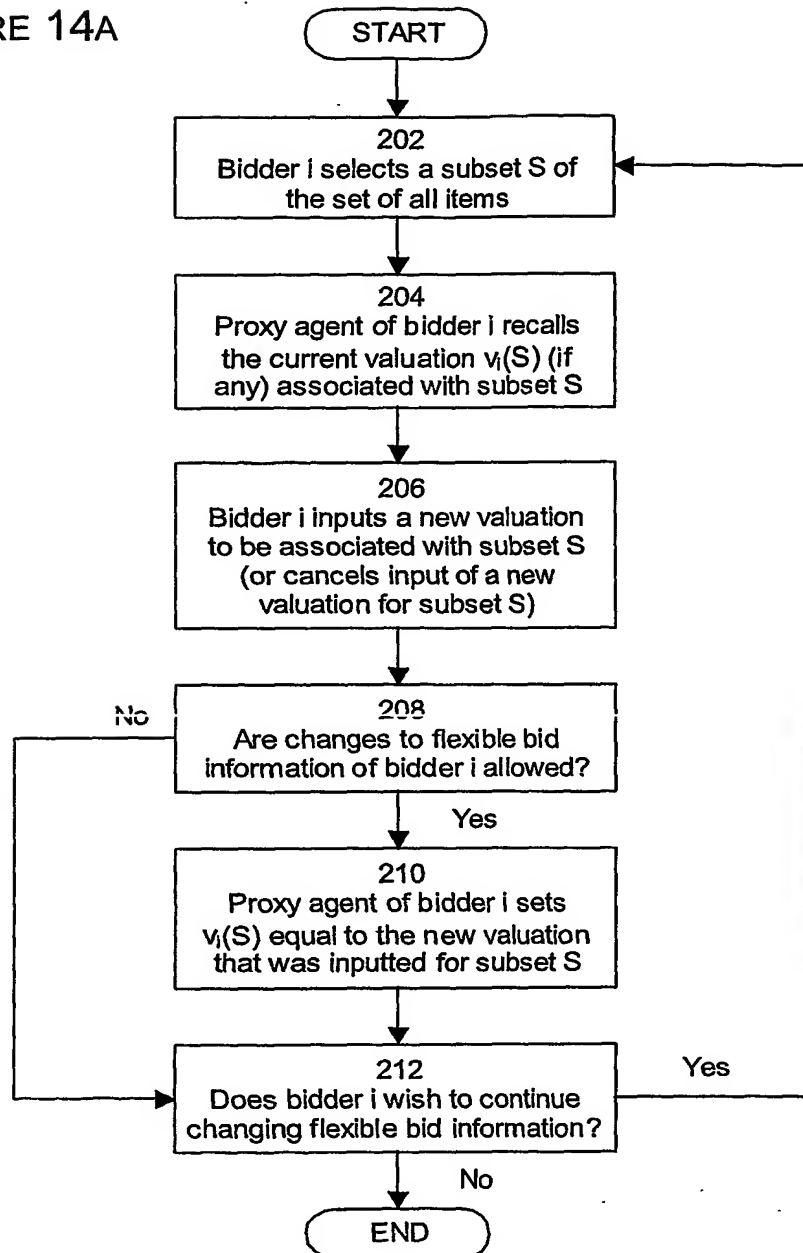 RE 14A
START
202
Bidder i selects a subset S of
the set of all items
204
Proxy agent of bidder i recalls
the current valuation vi(S) (if
any) associated with subset S
206
Bidder i inputs a new valuation
to be associated with subset S
(or cancels input of a new
valuation for subset S)
No
208
Are changes to flexible bid
information of bidder i allowed?
Yes
210
Proxy agent of bidder i sets
vi(S) equal to the new valuation
that was inputted for subset S
212
Does bidder i wish to continue
changing flexible bid information?
Yes
No
END